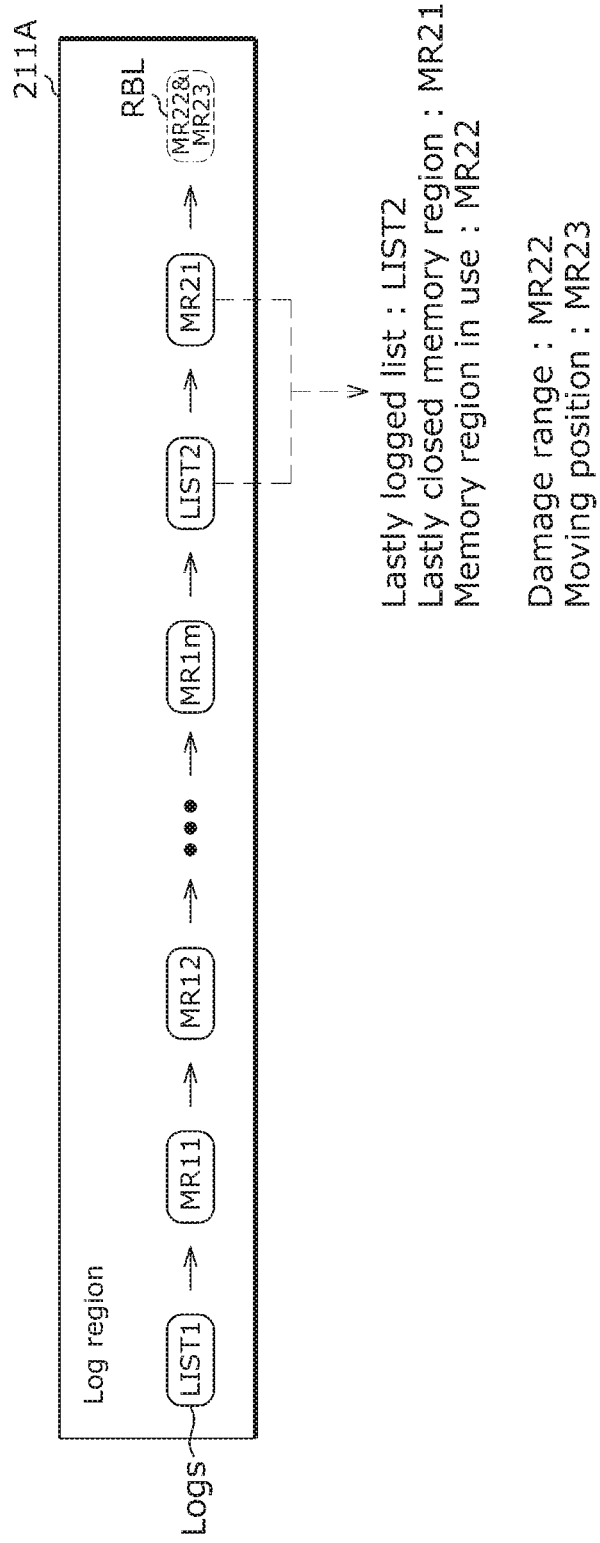 211A
Log region
RBL
Logs
LIST1
MR11
MR12
•••
MR1m
LIST2
MR21
MR22&
MR23
Lastly logged list : LIST2
Lastly closed memory region : MR21
Memory region in use : MR22
Damage range : MR22
Moving position : MR23